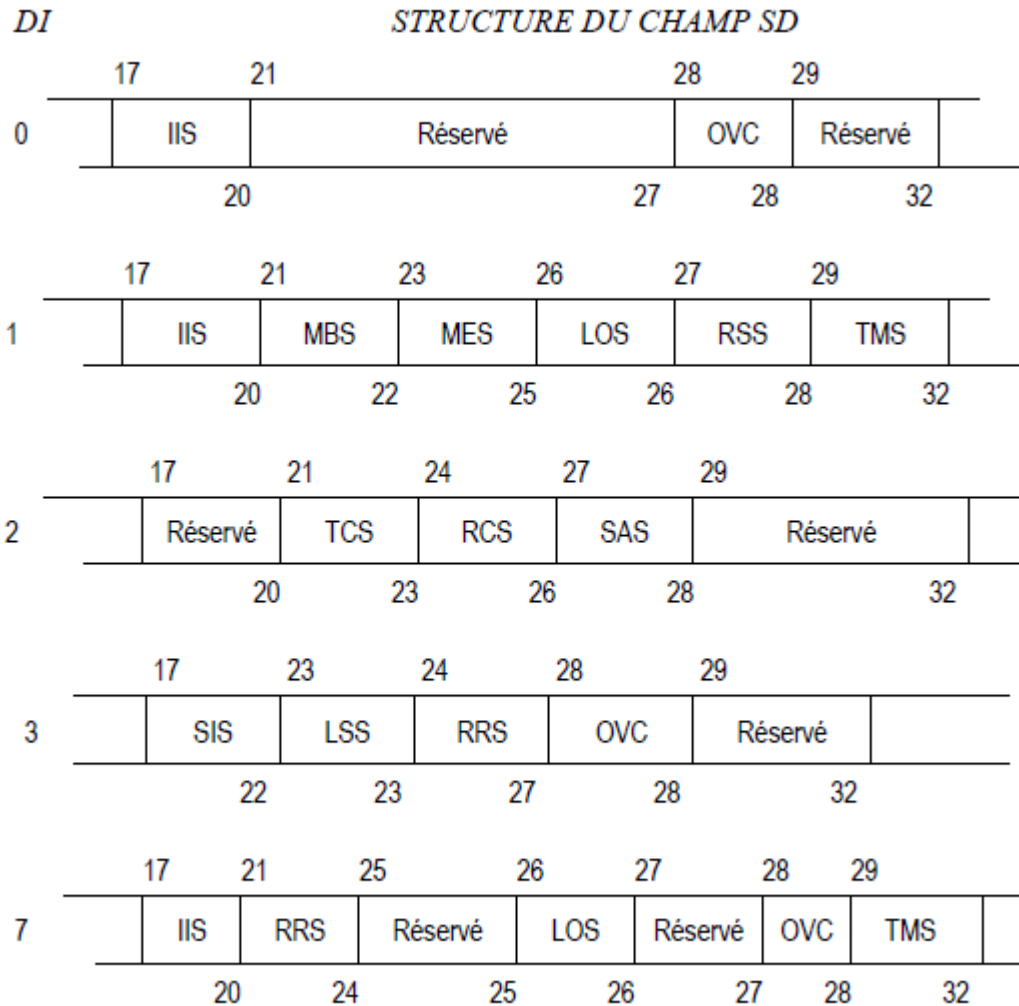 DI STRUCTURE DU CHAMP SD
17 21 28 29
0 IIS Réservé OVC Réservé
20 27 28 32
17 21 23 26 27 29
1 IIS MBS MES LOS RSS TMS
20 22 25 26 28 32
17 21 24 27 29
2 Réservé TCS RCS SAS Réservé
20 23 26 28 32
17 23 24 28 29
3 SIS LSS RRS OVC Réservé
22 23 27 28 32
17 21 25 26 27 28 29
7 IIS RRS Réservé LOS Réservé OVC TMS
20 24 25 26 27 28 32